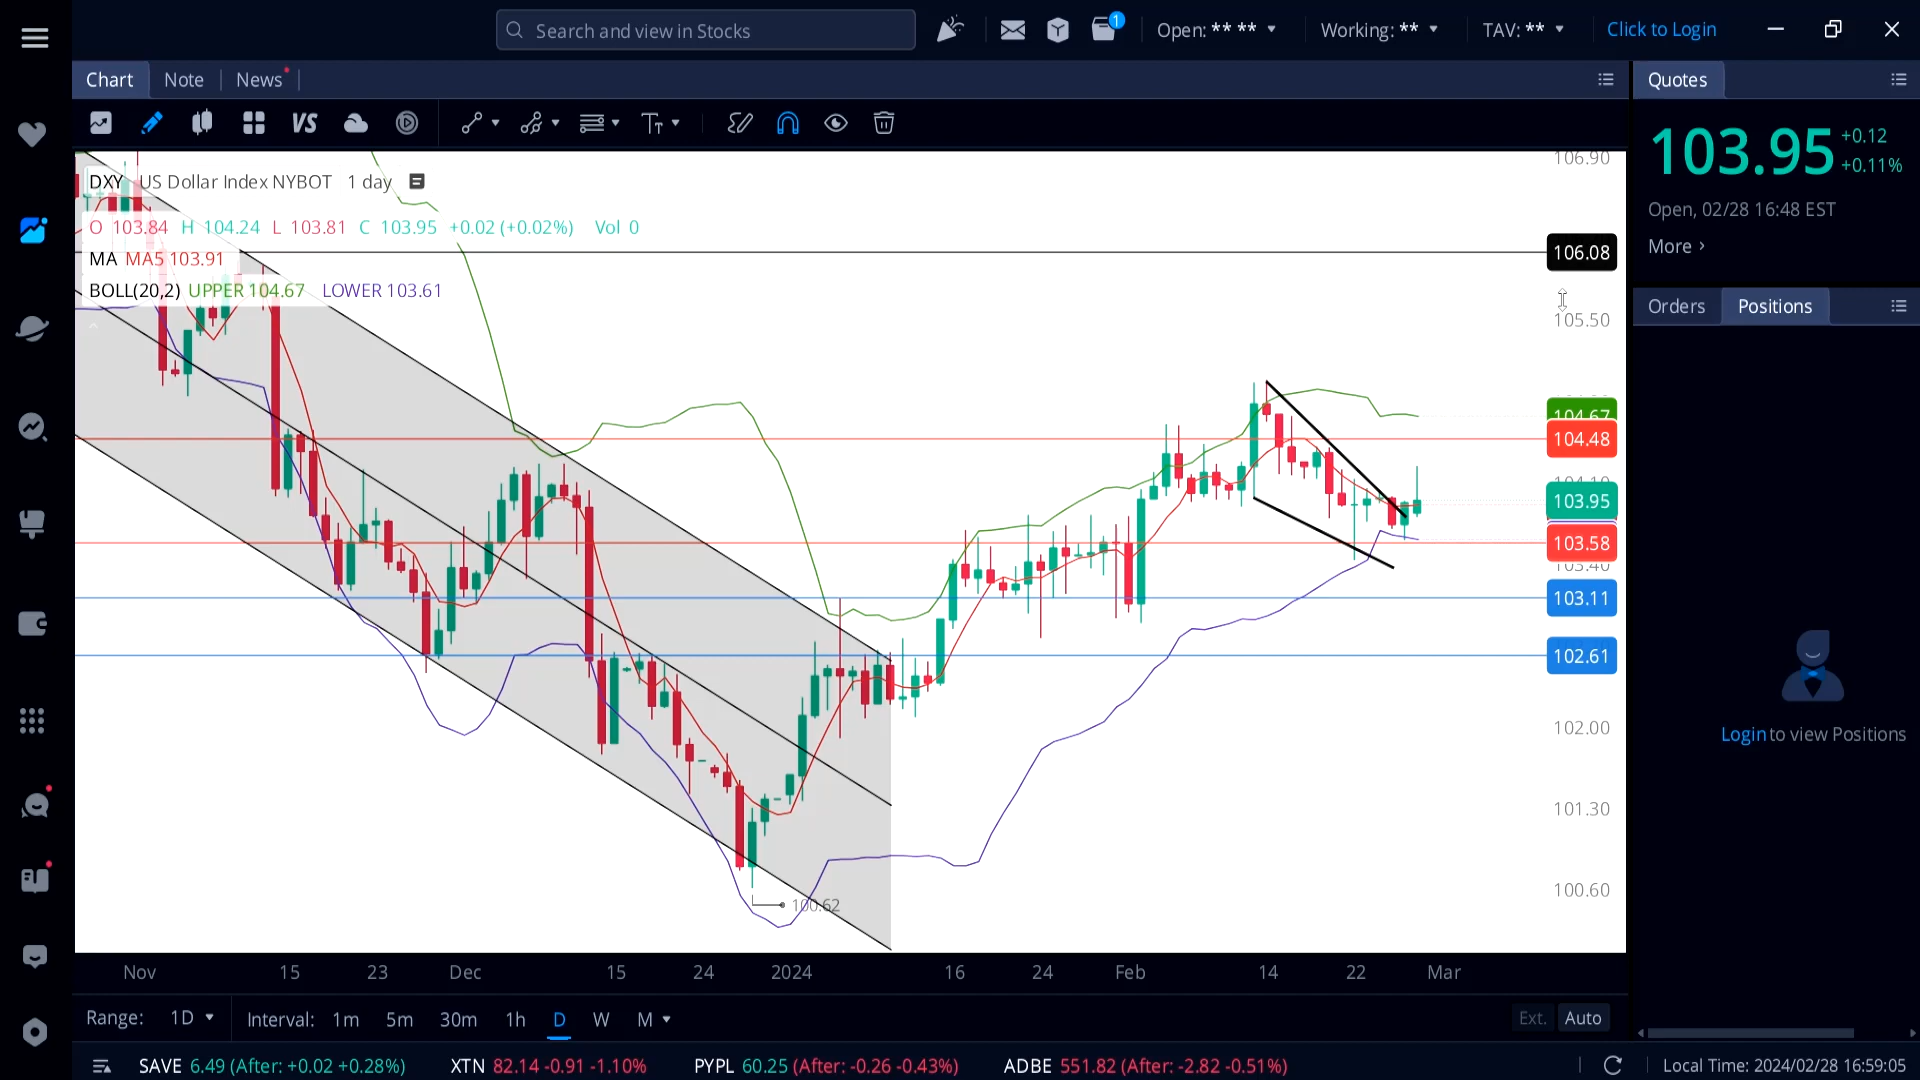 Search and view in Stocks
1
Open: ** **
Working: **
TAV: **
Click to Login
Chart
Note
News
Quotes
VS
DXY US Dollar Index NYBOT 1 day
O 103.84 H 104.24 L 103.81 C 103.95 +0.02 (+0.02%) Vol 0
MA MA5 103.91
BOLL(20,2) UPPER 104.67 LOWER 103.61
106.90
106.08
105.50
104.67
104.48
103.95
103.58
103.40
103.11
102.61
102.00
101.30
100.60
100.62
103.95
+0.12
+0.11%
Open, 02/28 16:48 EST
More
Orders
Positions
Login to view Positions
Nov 15 23 Dec 15 24 2024 16 24 Feb 14 22 Mar
Range: 1D Interval: 1m 5m 30m 1h D W M
Ext. Auto
SAVE 6.49 (After: +0.02 +0.28%) XTN 82.14 -0.91 -1.10% PYPL 60.25 (After: -0.26 -0.43%) ADBE 551.82 (After: -2.82 -0.51%)
Local Time: 2024/02/28 16:59:05